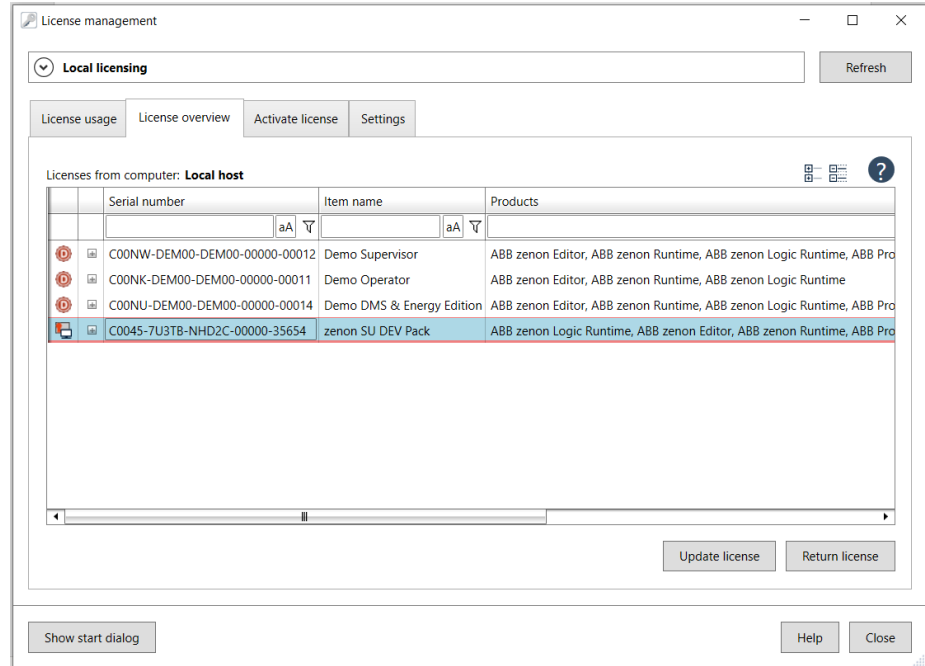 License management
Local licensing
Refresh
License usage
License overview
Activate license
Settings
Licenses from computer: Local host
?
Serial number
Item name
Products
aA
aA
D
C00NW-DEM00-DEM00-00000-00012
Demo Supervisor
ABB zenon Editor, ABB zenon Runtime, ABB zenon Logic Runtime, ABB Pro
D
C00NK-DEM00-DEM00-00000-00011
Demo Operator
ABB zenon Editor, ABB zenon Runtime, ABB zenon Logic Runtime
D
C00NU-DEM00-DEM00-00000-00014
Demo DMS & Energy Edition
ABB zenon Editor, ABB zenon Runtime, ABB zenon Logic Runtime, ABB Pro
C0045-7U3TB-NHD2C-00000-35654
zenon SU DEV Pack
ABB zenon Logic Runtime, ABB zenon Editor, ABB zenon Runtime, ABB Pro
Update license
Return license
Show start dialog
Help
Close